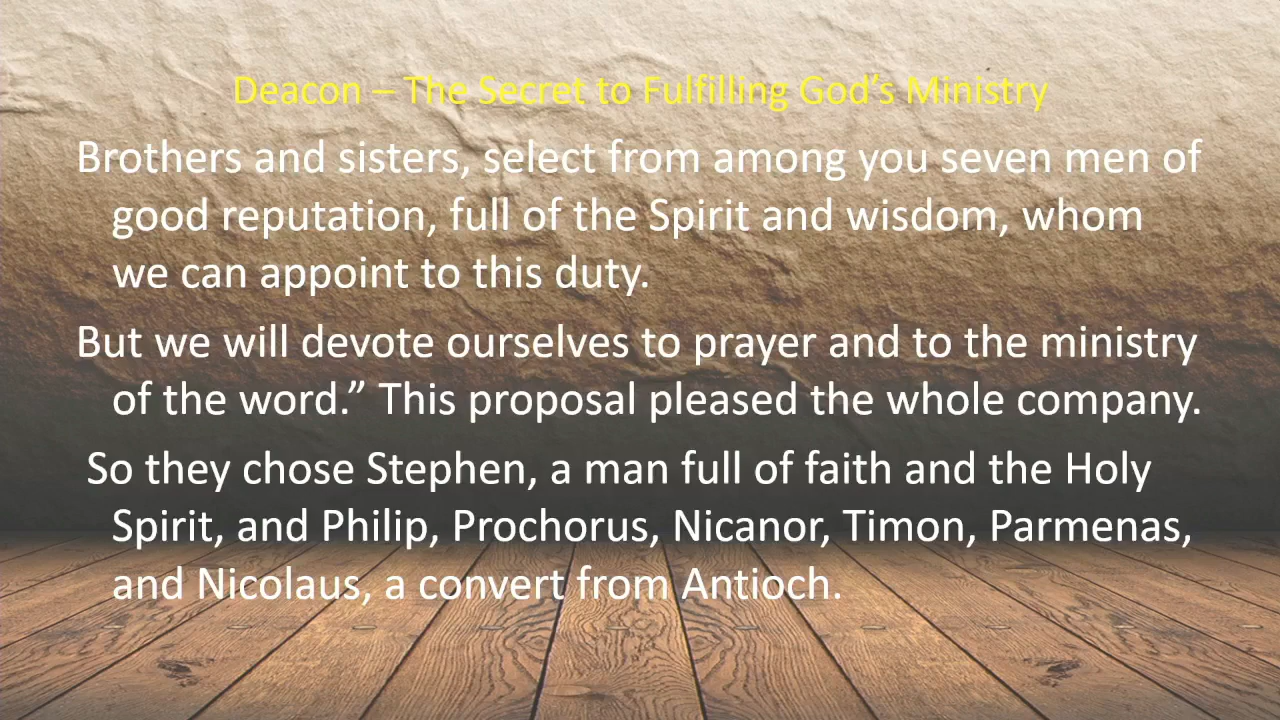 Deacon – The Secret to Fulfilling God’s Ministry
Brothers and sisters, select from among you seven men of
good reputation, full of the Spirit and wisdom, whom
we can appoint to this duty.
But we will devote ourselves to prayer and to the ministry
of the word.” This proposal pleased the whole company.
So they chose Stephen, a man full of faith and the Holy
Spirit, and Philip, Prochorus, Nicanor, Timon, Parmenas,
and Nicolaus, a convert from Antioch.